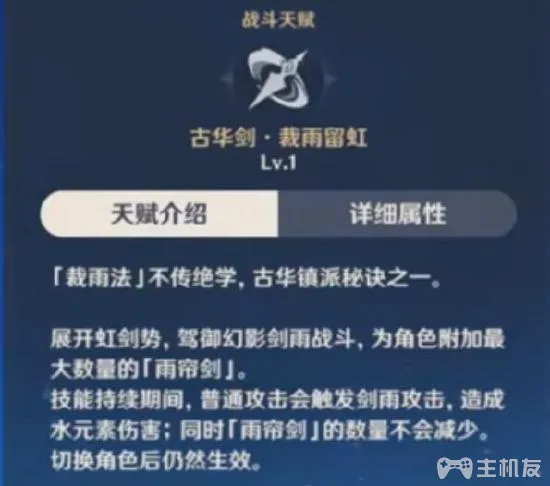 战斗天赋
古华剑·裁雨留虹
Lv.1
天赋介绍
详细属性
「裁雨法」不传绝学，古华镇派秘诀之一。
展开虹剑势，驾御幻影剑雨战斗，为角色附加最
大数量的「雨帘剑」。
技能持续期间，普通攻击会触发剑雨攻击，造成
水元素伤害；同时「雨帘剑」的数量不会减少。
切换角色后仍然生效。
主机友